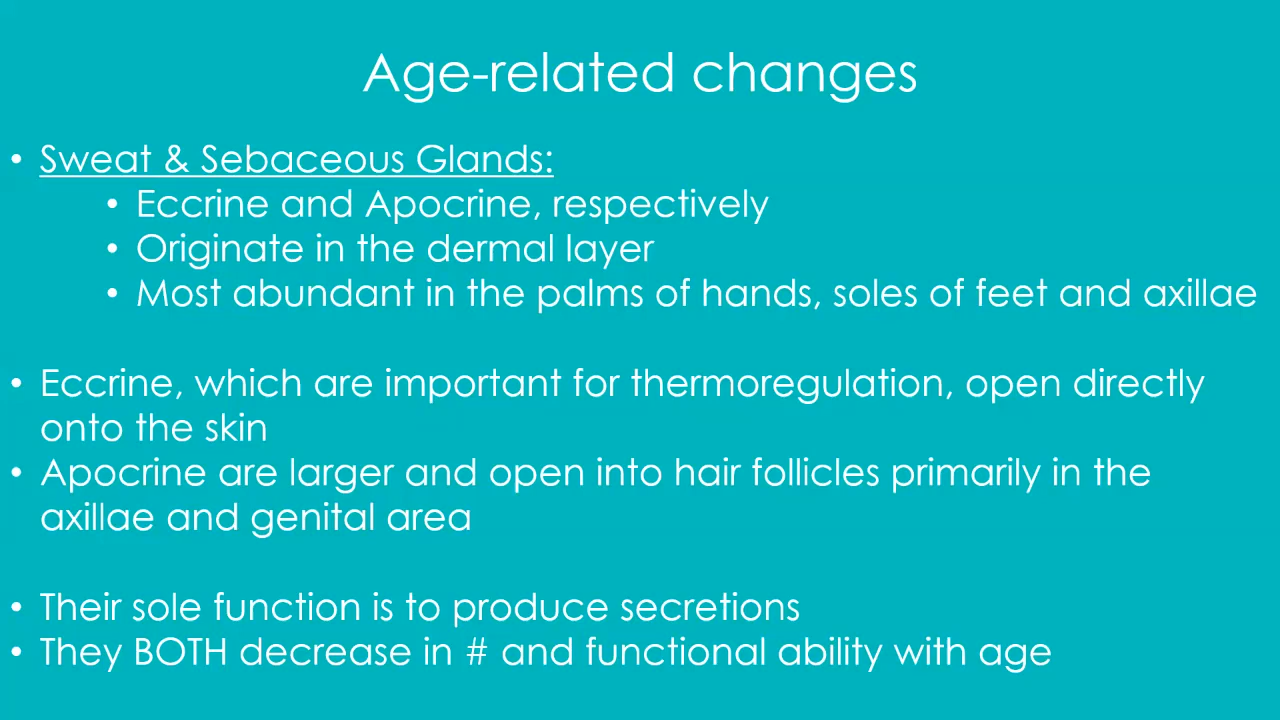 Age-related changes
• Sweat & Sebaceous Glands:
• Eccrine and Apocrine, respectively
• Originate in the dermal layer
• Most abundant in the palms of hands, soles of feet and axillae
• Eccrine, which are important for thermoregulation, open directly
onto the skin
• Apocrine are larger and open into hair follicles primarily in the
axillae and genital area
• Their sole function is to produce secretions
• They BOTH decrease in # and functional ability with age